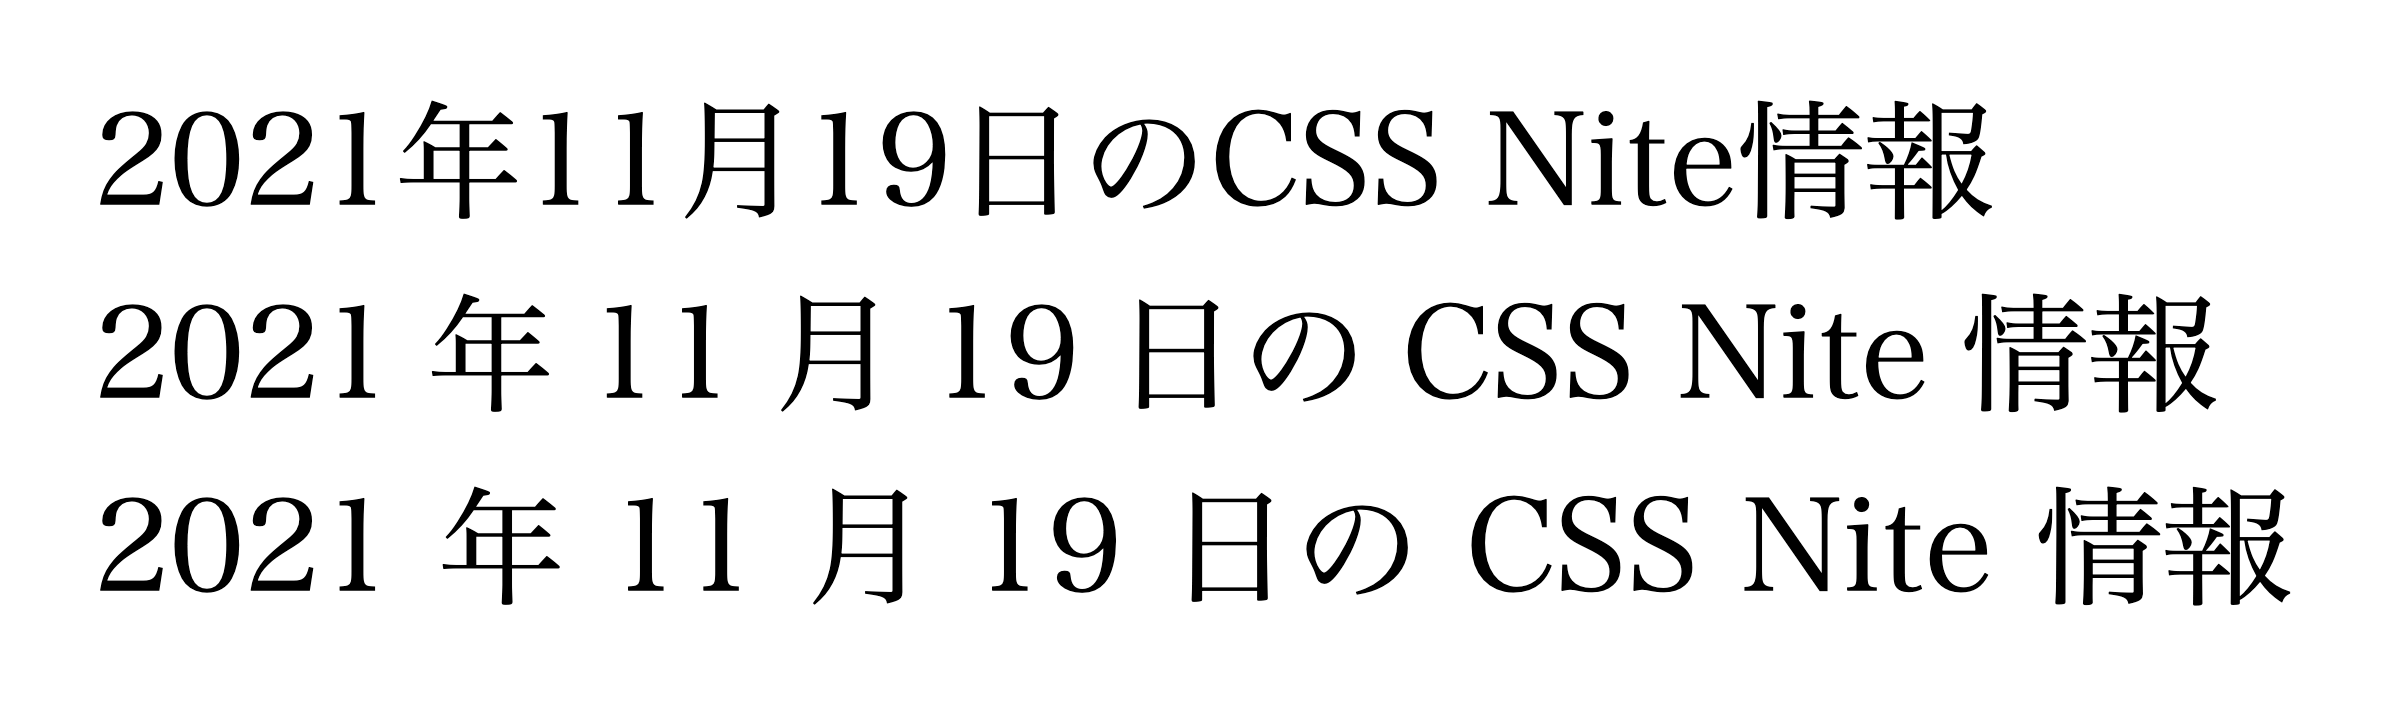 2021年11月19日のCSS Nite情報
2021 年 11 月 19 日の CSS Nite 情報
2021 年 11 月 19 日の CSS Nite 情報